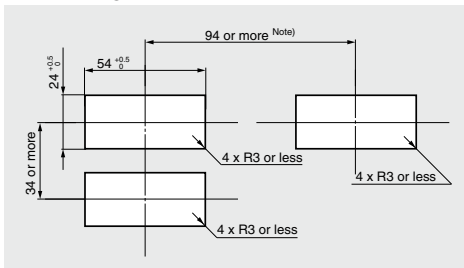 94 or more Note)
54 +0.5 0
24 +0.5 0
34 or more
4 x R3 or less
4 x R3 or less
4 x R3 or less